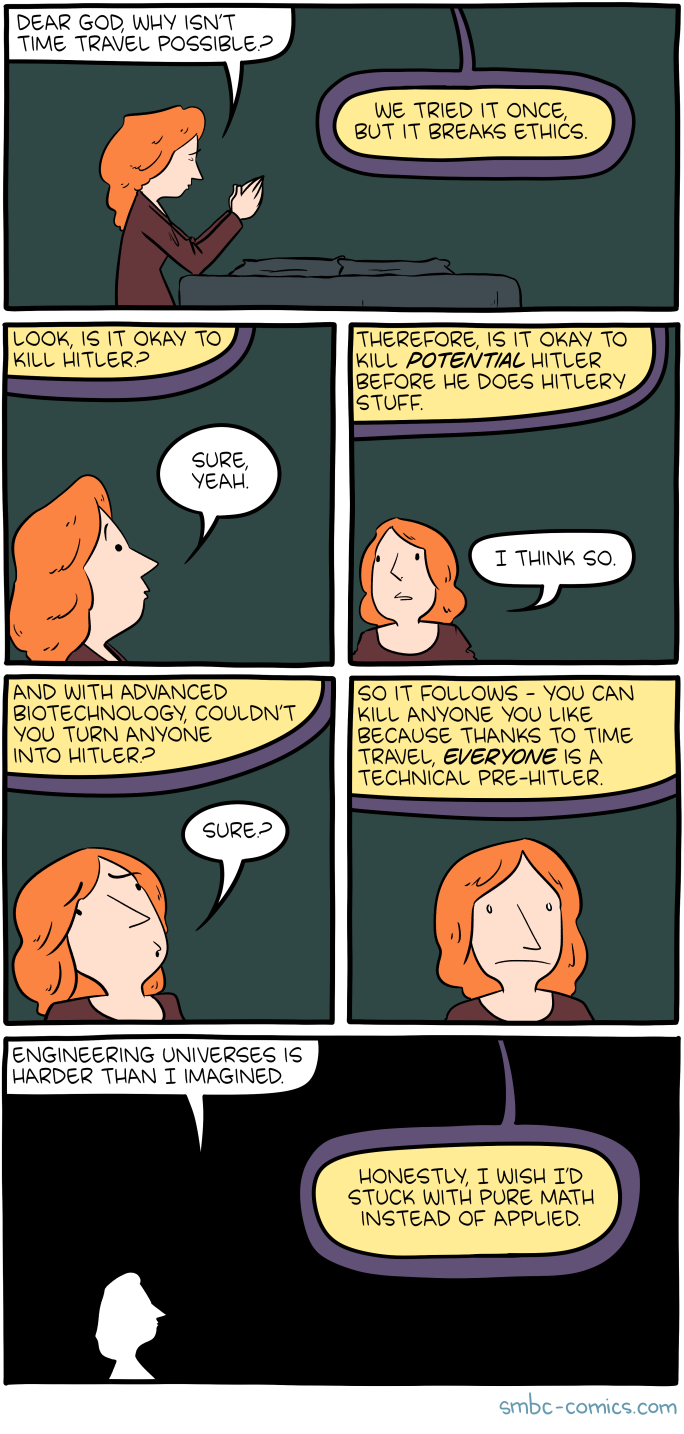 DEAR GOD, WHY ISN'T
TIME TRAVEL POSSIBLE?
WE TRIED IT ONCE,
BUT IT BREAKS ETHICS.
LOOK, IS IT OKAY TO
KILL HITLER?
SURE,
YEAH.
THEREFORE, IS IT OKAY TO
KILL POTENTIAL HITLER
BEFORE HE DOES HITLERY
STUFF.
I THINK SO.
AND WITH ADVANCED
BIOTECHNOLOGY, COULDN'T
YOU TURN ANYONE
INTO HITLER?
SURE?
SO IT FOLLOWS - YOU CAN
KILL ANYONE YOU LIKE
BECAUSE THANKS TO TIME
TRAVEL, EVERYONE IS A
TECHNICAL PRE-HITLER.
ENGINEERING UNIVERSES IS
HARDER THAN I IMAGINED.
HONESTLY, I WISH I'D
STUCK WITH PURE MATH
INSTEAD OF APPLIED.
smbc-comics.com